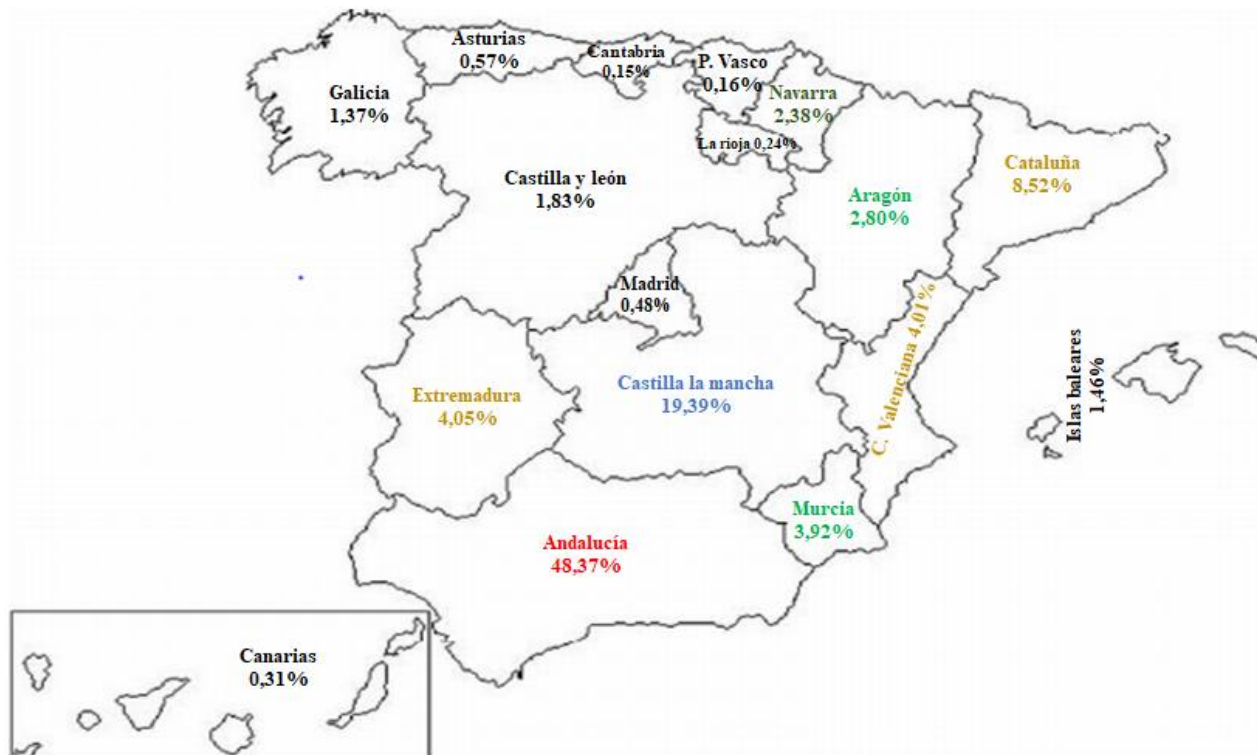 Asturias
0,57%
Cantabria
0,15%
P. Vasco
0,16%
Galicia
1,37%
Navarra
2,38%
La rioja 0,24%
Castilla y león
1,83%
Cataluña
8,52%
Aragón
2,80%
Madrid
0,48%
C. Valenciana 4,01%
Islas baleares
1,46%
Extremadura
4,05%
Castilla la mancha
19,39%
Murcia
3,92%
Andalucía
48,37%
Canarias
0,31%